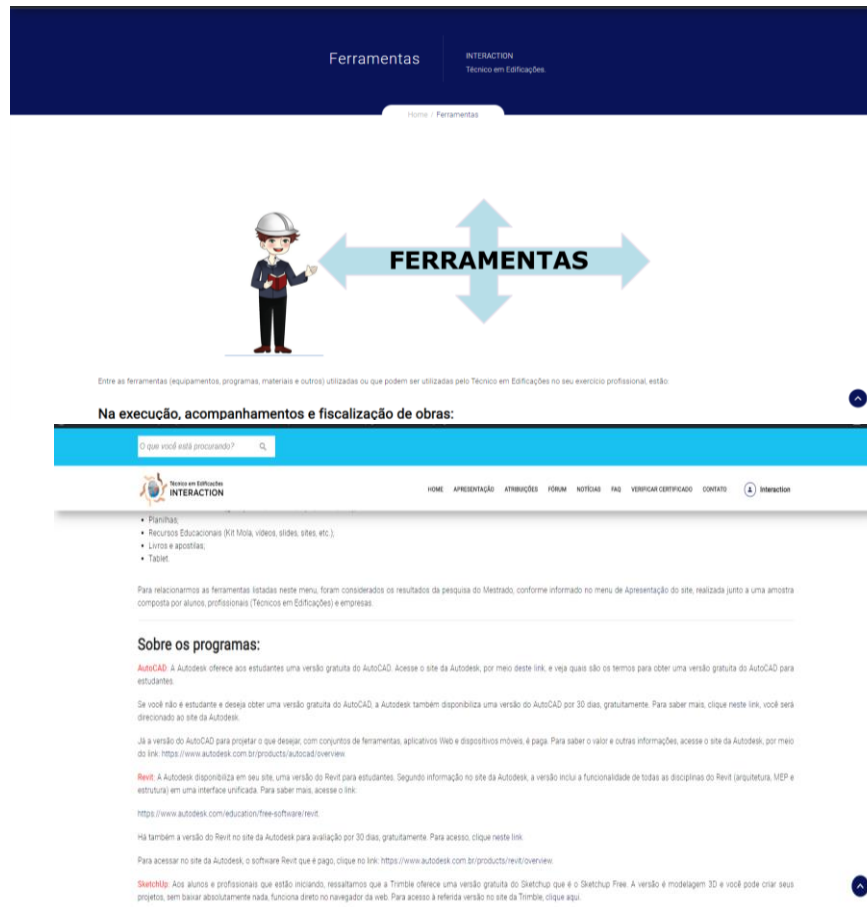 Ferramentas
INTERACTION
Técnico em Edificações.
Home / Ferramentas
FERRAMENTAS
Entre as ferramentas (equipamentos, programas, materiais e outros) utilizadas ou que podem ser utilizadas pelo Técnico em Edificações no seu exercício profissional, estão:
Na execução, acompanhamentos e fiscalização de obras:
O que você está procurando?
Técnico em Edificações
INTERACTION
HOME APRESENTAÇÃO ATRIBUIÇÕES FÓRUM NOTÍCIAS FAQ VERIFICAR CERTIFICADO CONTATO Interaction
• Planilhas;
• Recursos Educacionais (Kit Mola, vídeos, slides, sites, etc.);
• Livros e apostilas;
• Tablet.
Para relacionarmos as ferramentas listadas neste menu, foram considerados os resultados da pesquisa do Mestrado, conforme informado no menu de Apresentação do site, realizada junto a uma amostra
composta por alunos, profissionais (Técnicos em Edificações) e empresas.
Sobre os programas:
AutoCAD: A Autodesk oferece aos estudantes uma versão gratuita do AutoCAD. Acesse o site da Autodesk, por meio deste link, e veja quais são os termos para obter uma versão gratuita do AutoCAD para
estudantes.
Se você não é estudante e deseja obter uma versão gratuita do AutoCAD, a Autodesk também disponibiliza uma versão do AutoCAD por 30 dias, gratuitamente. Para saber mais, clique neste link, você será
direcionado ao site da Autodesk.
Já a versão do AutoCAD para projetar o que desejar, com conjuntos de ferramentas, aplicativos Web e dispositivos móveis, é paga. Para saber o valor e outras informações, acesse o site da Autodesk, por meio
do link: https://www.autodesk.com.br/products/autocad/overview.
Revit: A Autodesk disponibiliza em seu site, uma versão do Revit para estudantes. Segundo informação no site da Autodesk, a versão inclui a funcionalidade de todas as disciplinas do Revit (arquitetura, MEP e
estrutura) em uma interface unificada. Para saber mais, acesse o link:
https://www.autodesk.com/education/free-software/revit.
Há também a versão do Revit no site da Autodesk para avaliação por 30 dias, gratuitamente. Para acesso, clique neste link.
Para acessar no site da Autodesk, o software Revit que é pago, clique no link: https://www.autodesk.com.br/products/revit/overview.
SketchUp: Aos alunos e profissionais que estão iniciando, ressaltamos que a Trimble oferece uma versão gratuita do Sketchup que é o Sketchup Free. A versão é modelagem 3D e você pode criar seus
projetos, sem baixar absolutamente nada, funciona direto no navegador da web. Para acesso à referida versão no site da Trimble, clique aqui.